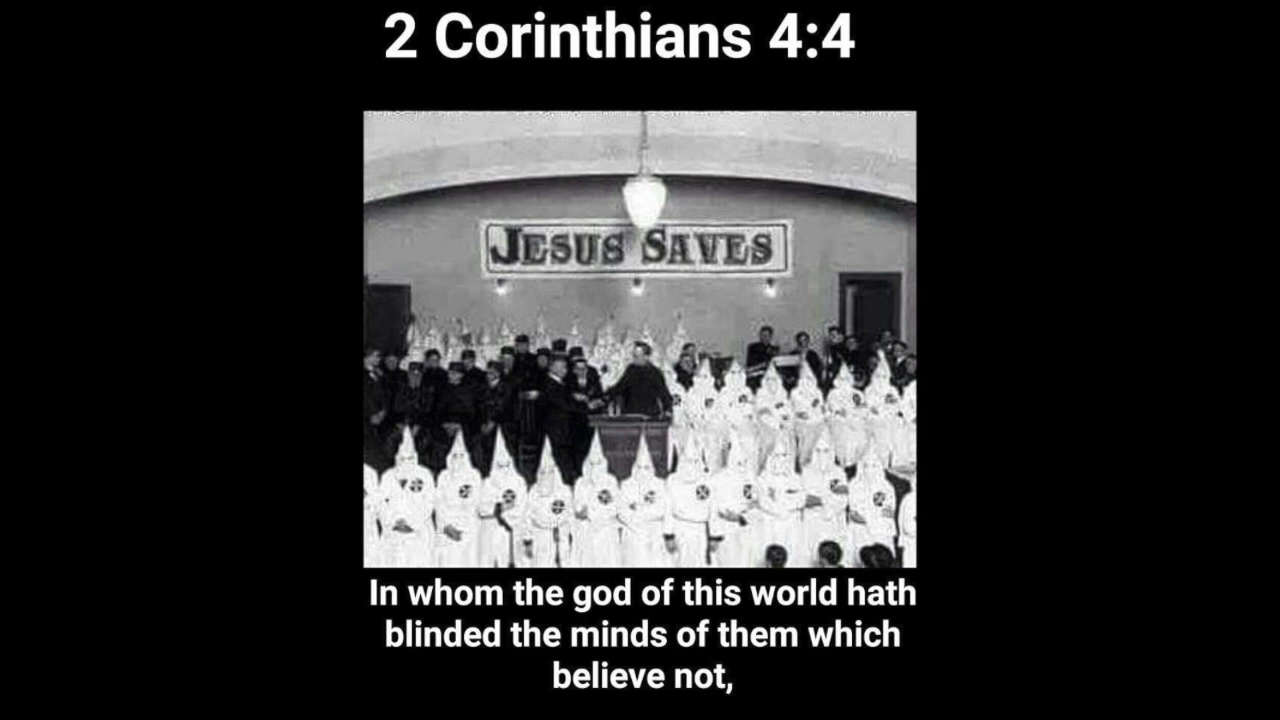 2 Corinthians 4:4
JESUS SAVES
In whom the god of this world hath
blinded the minds of them which
believe not,